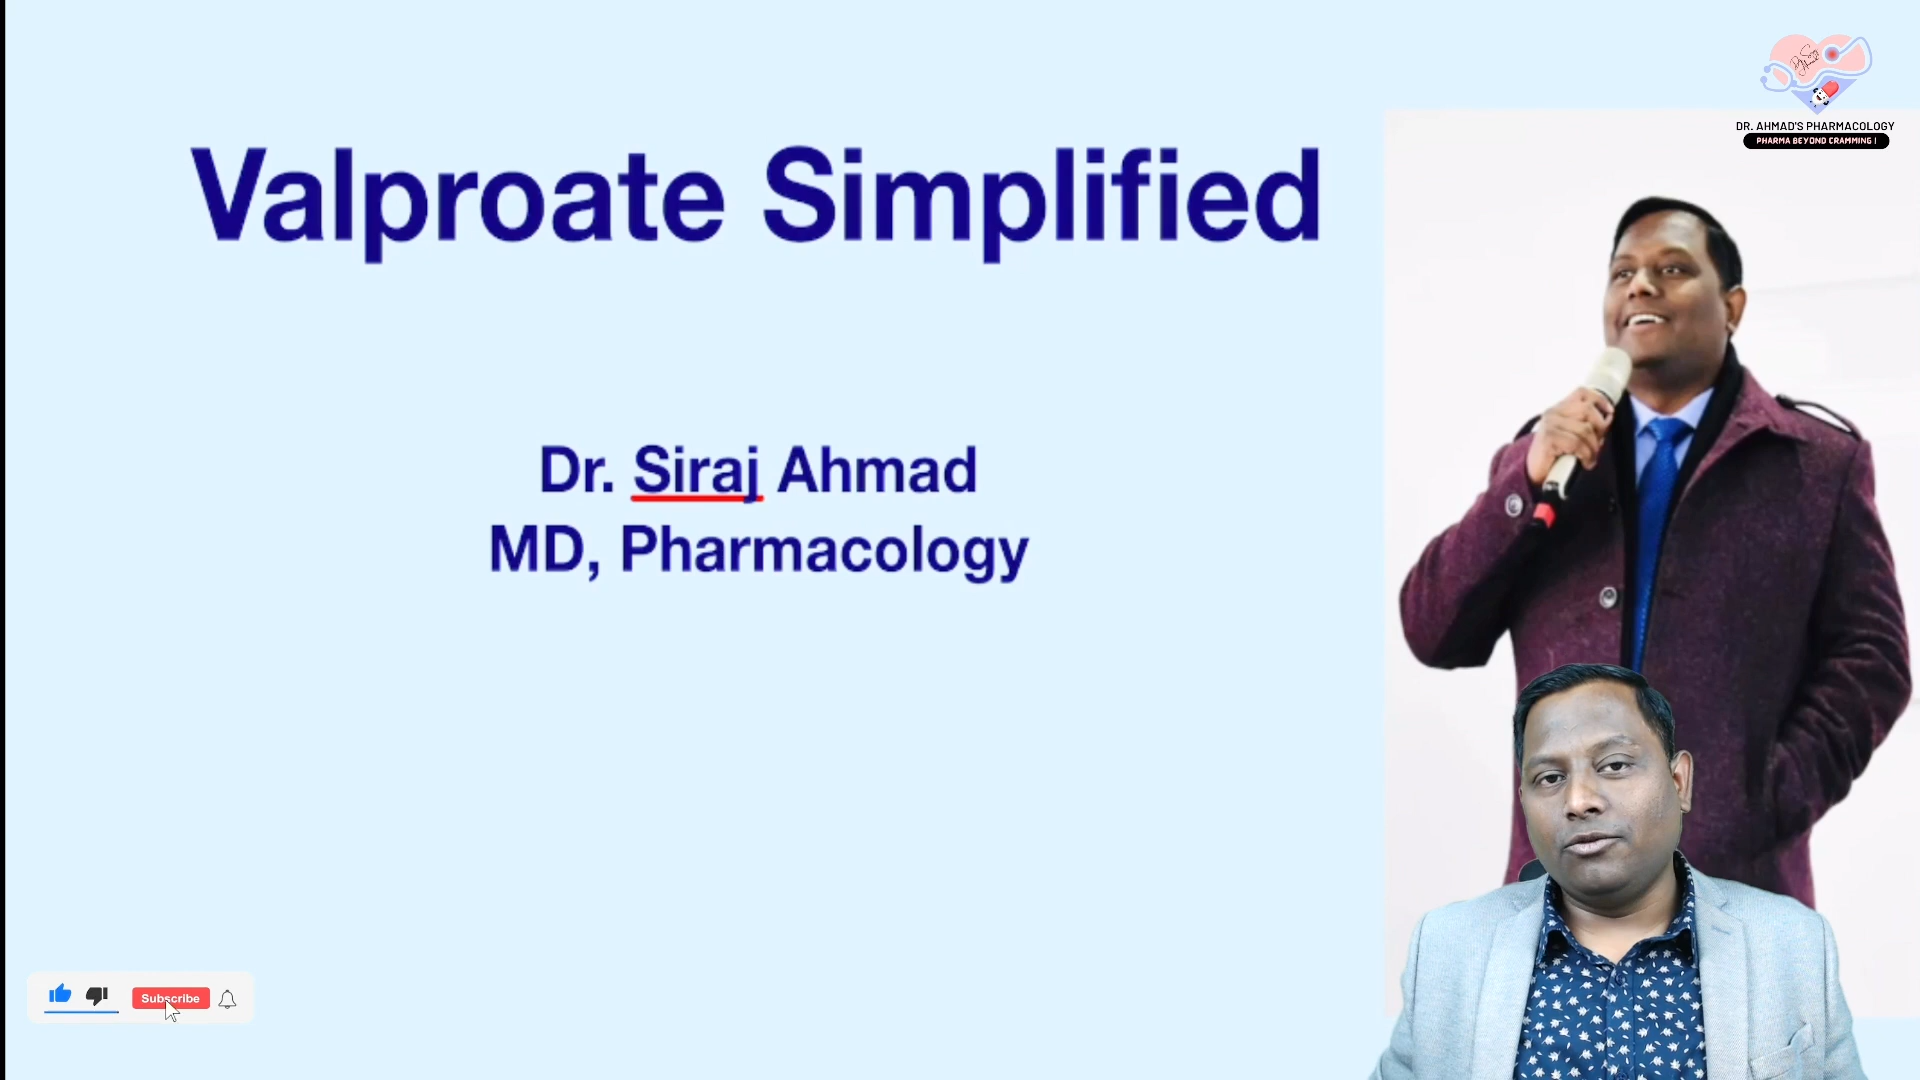 Valproate Simplified
Dr. Siraj Ahmad
MD, Pharmacology
DR. AHMAD'S PHARMACOLOGY
PHARMA BEYOND CRAMMING !
Subscribe